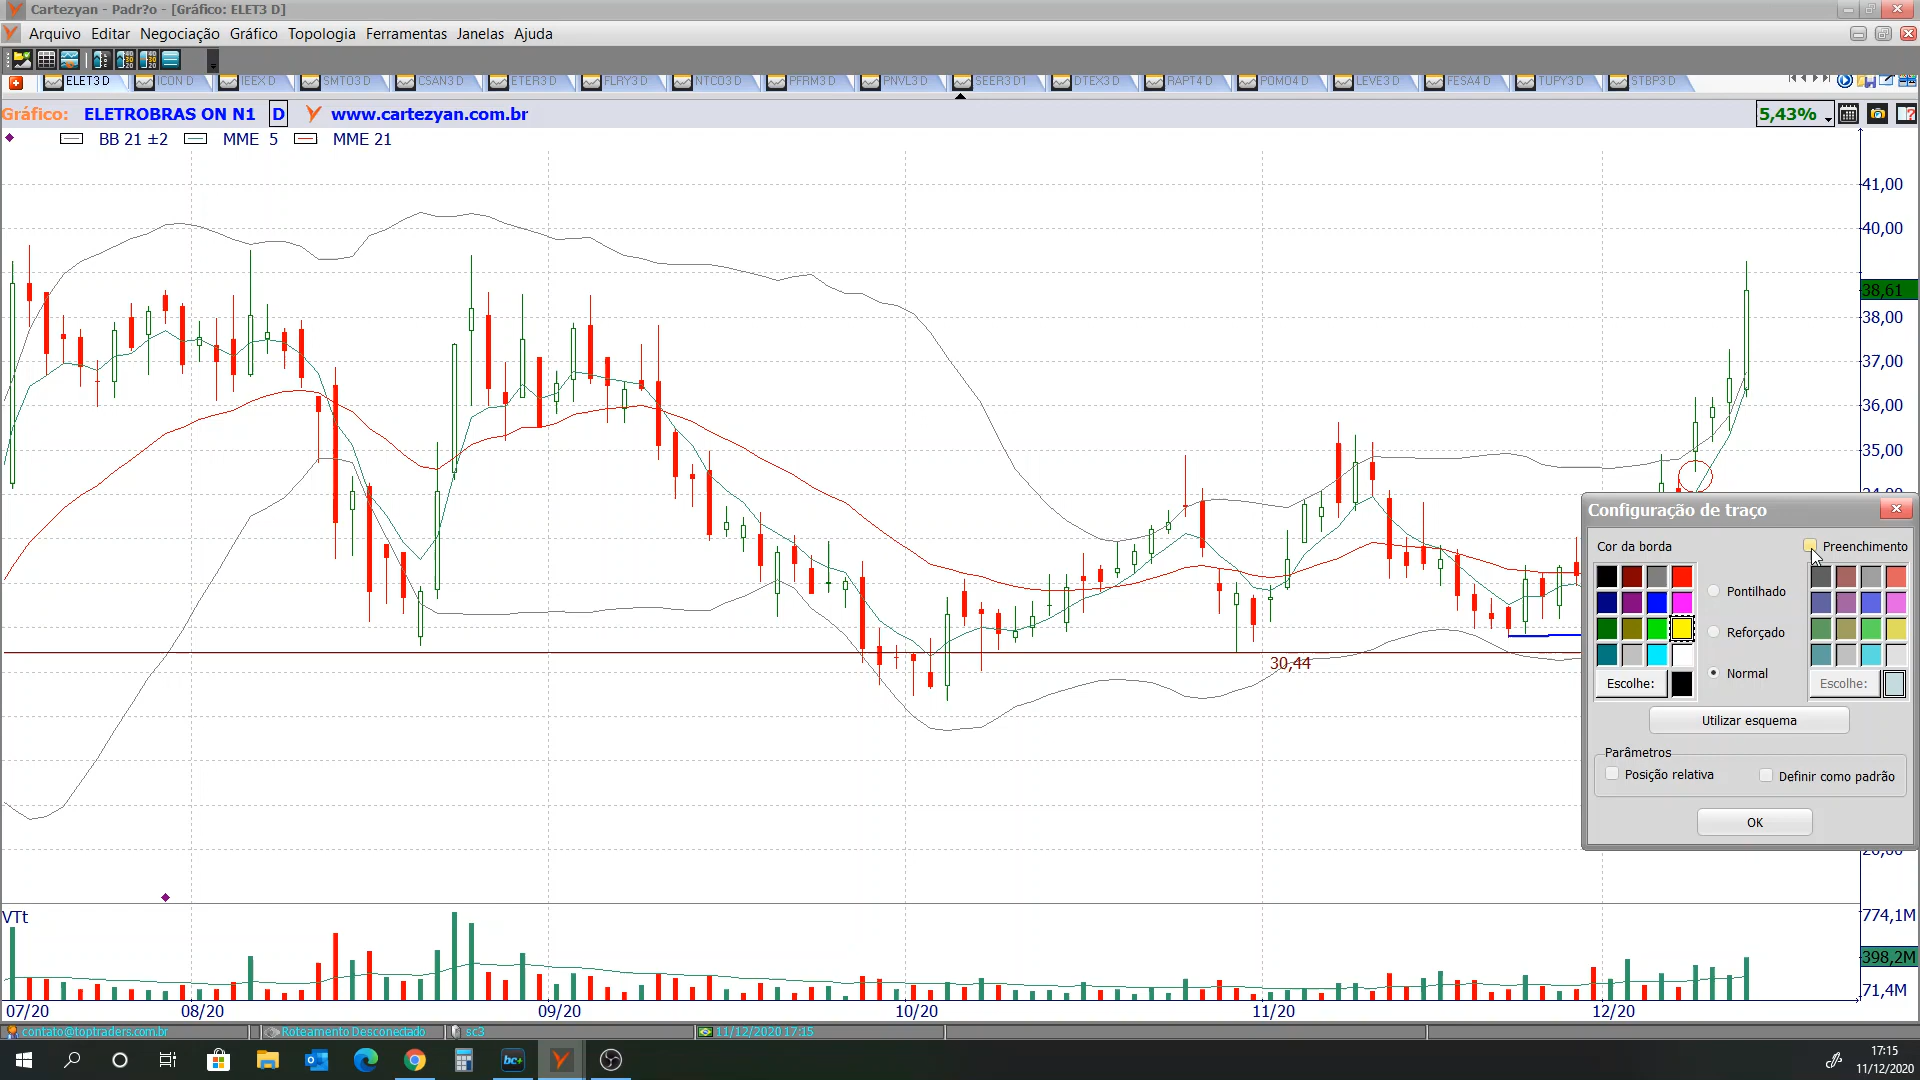 Cartezyan - Padr?o - [Gráfico: ELET3 D]
Arquivo Editar Negociação Gráfico Topologia Ferramentas Janelas Ajuda
ELET3 D ICON D IEEX D SMTO3 D CSAN3 D ETER3 D FLRY3 D NTCO3 D PFRM3 D PNVL3 D SEER3 D1 DTEX3 D RAPT4 D POMO4 D LEVE3 D FESA4 D TUPY3 D STBP3 D
Gráfico: ELETROBRAS ON N1 D www.cartezyan.com.br 5,43%
BB 21 ±2 MME 5 MME 21
41,00
40,00
38,61
38,00
37,00
36,00
35,00
Configuração de traço
Cor da borda Preenchimento
Pontilhado
Reforçado
30,44
Normal
Escolhe: Escolhe:
Utilizar esquema
Parâmetros
Posição relativa Definir como padrão
OK
VTt
774,1M
398,2M
71,4M
07/20 08/20 09/20 10/20 11/20 12/20
contato@toptraders.com.br Roteamento Desconectado sc3 11/12/2020 17:15
bc+
17:15
11/12/2020